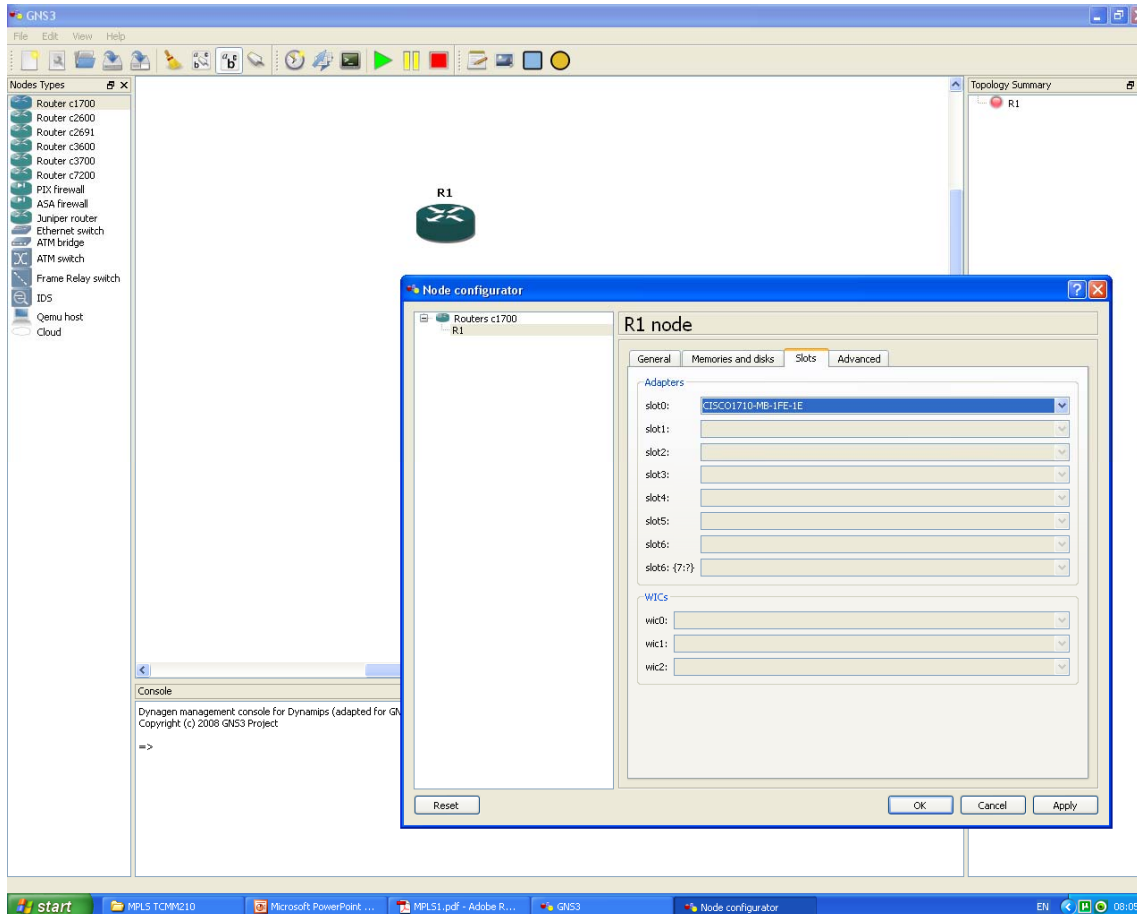 GNS3
File Edit View Help
Nodes Types
Router c1700
Router c2600
Router c2691
Router c3600
Router c3700
Router c7200
PIX firewall
ASA firewall
Juniper router
Ethernet switch
ATM bridge
ATM switch
Frame Relay switch
IDS
Qemu host
Cloud
R1
Topology Summary
R1
Node configurator
Routers c1700
R1
R1 node
General Memories and disks Slots Advanced
Adapters
slot0: CISCO1710-MB-1FE-1E
slot1:
slot2:
slot3:
slot4:
slot5:
slot6:
slot6: {7:?}
WICs
wic0:
wic1:
wic2:
Reset OK Cancel Apply
Console
Dynagen management console for Dynamips (adapted for GN
Copyright (c) 2008 GNS3 Project
=>
start MPLS TCMM210 Microsoft PowerPoint ... MPLS1.pdf - Adobe R... GNS3 Node configurator EN 08:05